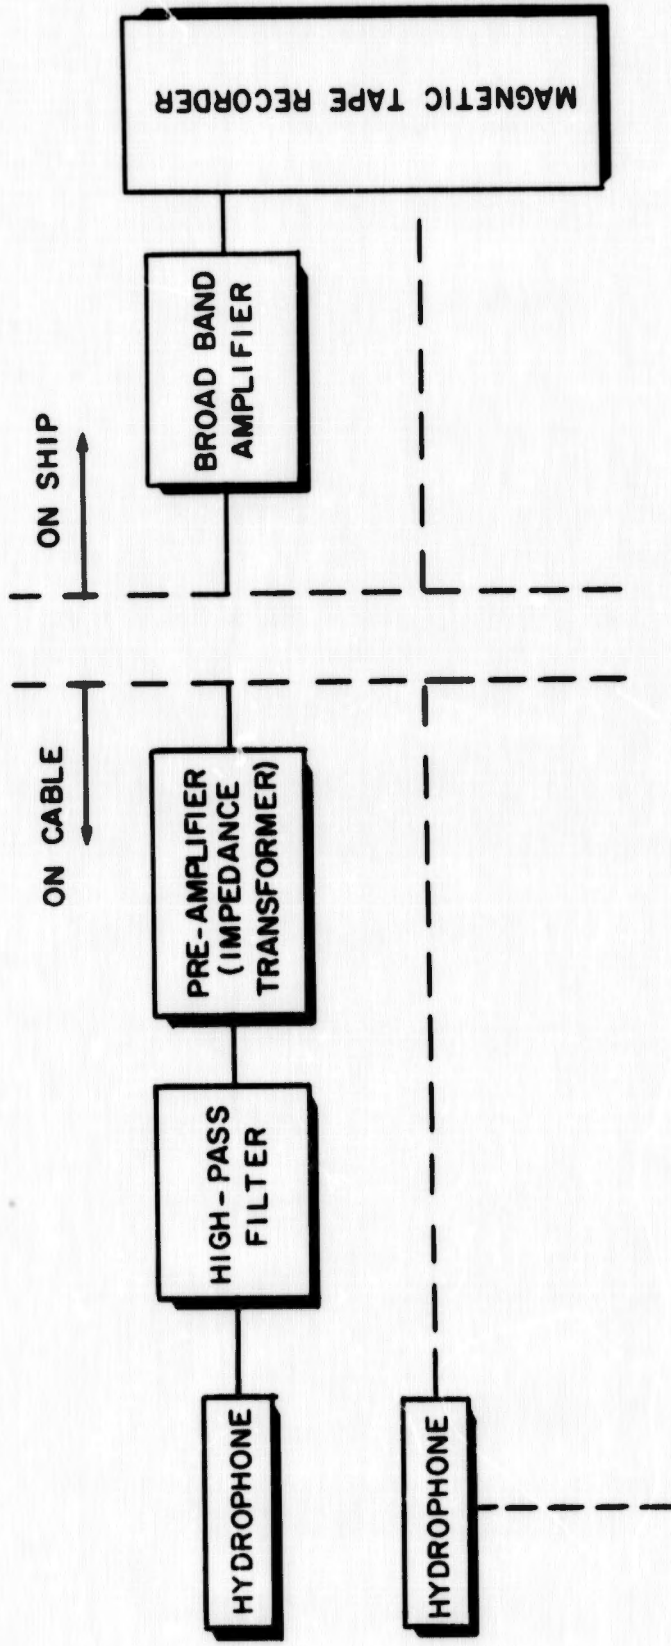 ON CABLE
ON SHIP
HYDROPHONE
HIGH-PASS
FILTER
PRE-AMPLIFIER
(IMPEDANCE
TRANSFORMER)
BROAD BAND
AMPLIFIER
MAGNETIC TAPE RECORDER
HYDROPHONE